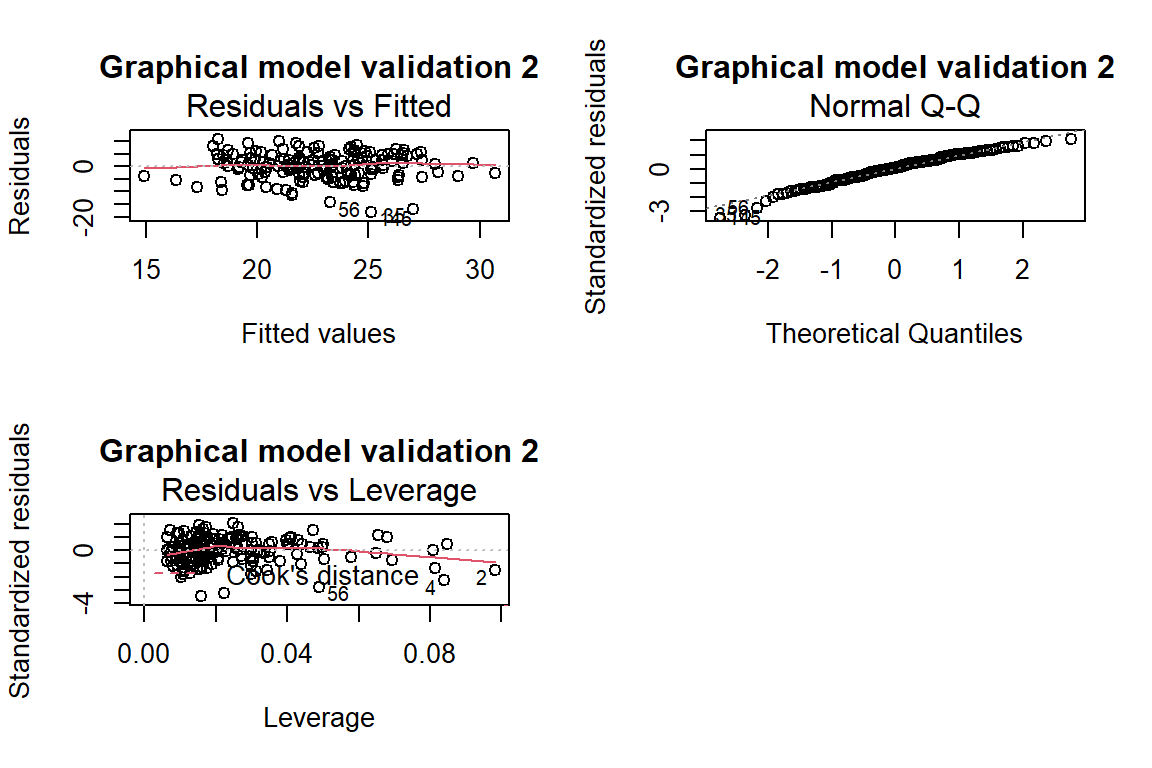 Graphical model validation 2
Residuals vs Fitted
Residuals
0
-20
56
15
20
25
30
Fitted values
Graphical model validation 2
Normal Q-Q
Standardized residuals
0
-3
56
-2
-1
0
1
2
Theoretical Quantiles
Graphical model validation 2
Residuals vs Leverage
Standardized residuals
0
-4
Cook's distance
56
4
2
0.00
0.04
0.08
Leverage